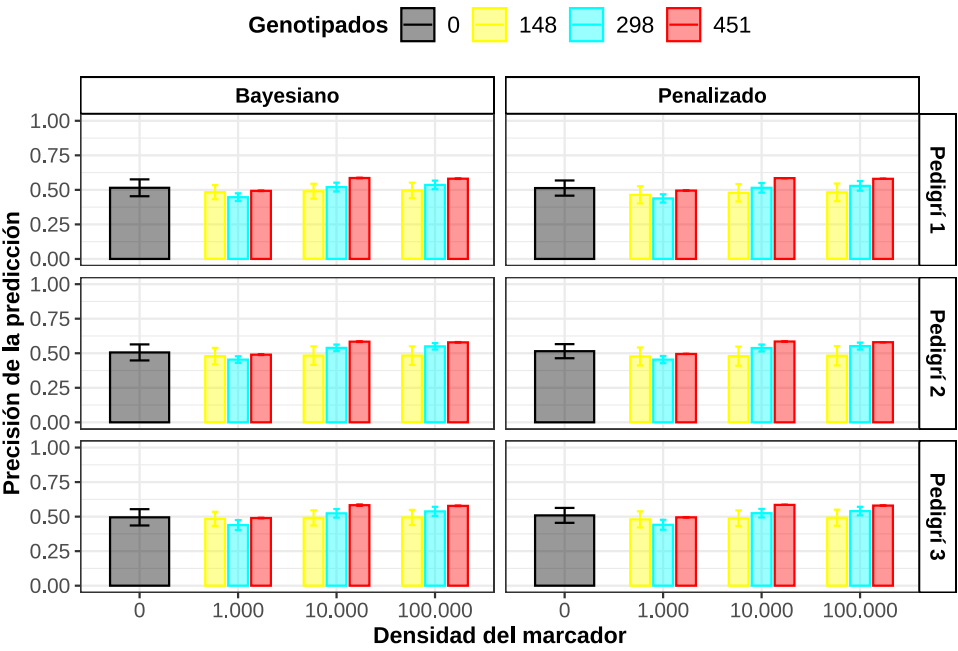 Genotipados 0 148 298 451
Bayesiano Penalizado
Precisión de la predicción
1.00
0.75
0.50
0.25
0.00
Pedigrí 1
1.00
0.75
0.50
0.25
0.00
Pedigrí 2
1.00
0.75
0.50
0.25
0.00
Pedigrí 3
0 1.000 10.000 100.000 0 1.000 10.000 100.000
Densidad del marcador